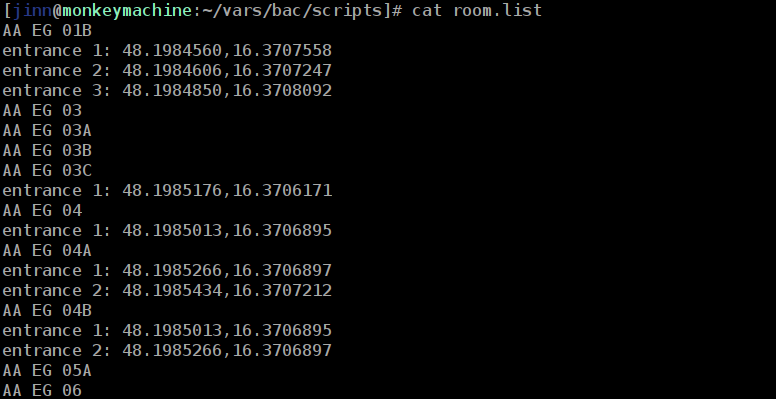 [jinn@monkeymachine:~/vars/bac/scripts]# cat room.list
AA EG 01B
entrance 1: 48.1984560,16.3707558
entrance 2: 48.1984606,16.3707247
entrance 3: 48.1984850,16.3708092
AA EG 03
AA EG 03A
AA EG 03B
AA EG 03C
entrance 1: 48.1985176,16.3706171
AA EG 04
entrance 1: 48.1985013,16.3706895
AA EG 04A
entrance 1: 48.1985266,16.3706897
entrance 2: 48.1985434,16.3707212
AA EG 04B
entrance 1: 48.1985013,16.3706895
entrance 2: 48.1985266,16.3706897
AA EG 05A
AA EG 06